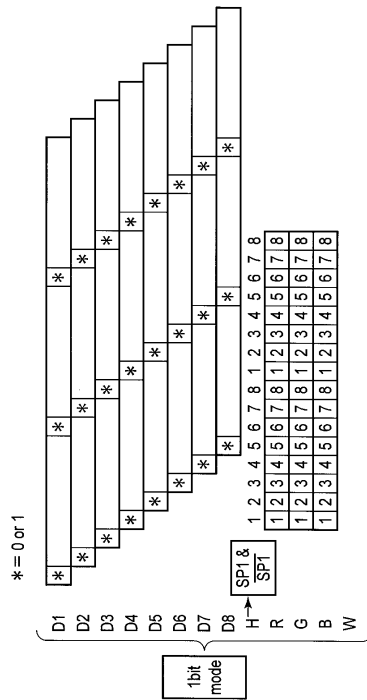 * = 0 or 1
D1 * * *
D2 * * *
D3 * * *
D4 * * *
D5 * * *
D6 * * *
D7 * * *
D8 * * *
SP1 &
SP1
H 1 2 3 4 5 6 7 8 1 2 3 4 5 6 7 8
R 1 2 3 4 5 6 7 8 1 2 3 4 5 6 7 8
G 1 2 3 4 5 6 7 8 1 2 3 4 5 6 7 8
B 1 2 3 4 5 6 7 8 1 2 3 4 5 6 7 8
W
1bit
mode